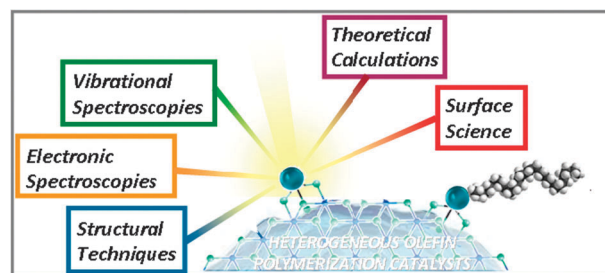 Theoretical
Calculations
Vibrational
Spectroscopies
Surface
Science
Electronic
Spectroscopies
Structural
Techniques
HETEROGENEOUS OLEFIN
POLYMERIZATION CATALYSTS